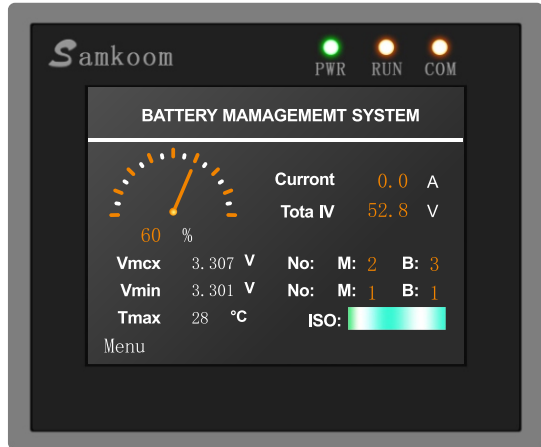 Samkoom
PWR RUN COM
BATTERY MAMAGEMEMT SYSTEM
Curront 0.0 A
Tota lV 52.8 V
60 %
Vmcx 3.307 V No: M: 2 B: 3
Vmin 3.301 V No: M: 1 B: 1
Tmax 28 °C ISO:
Menu